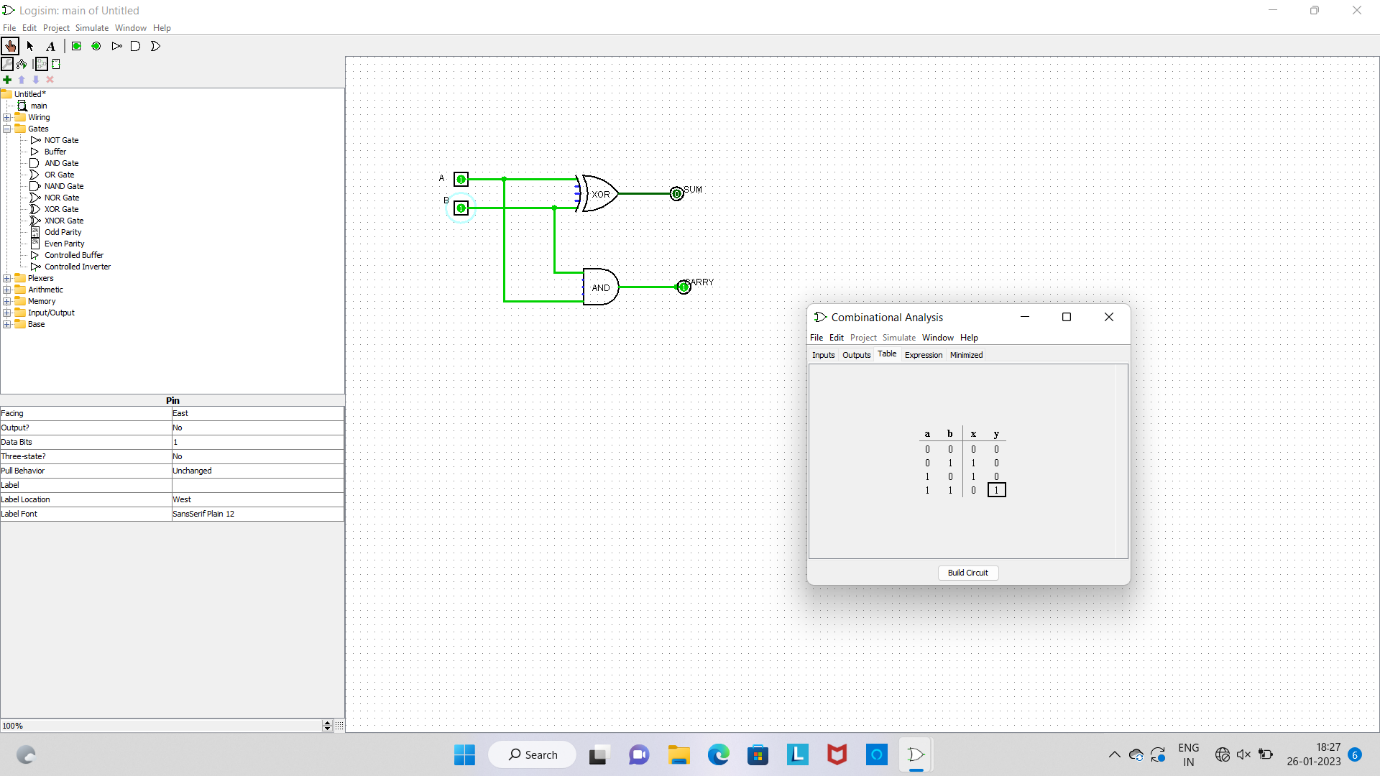 Logisim: main of Untitled
File Edit Project Simulate Window Help
A
Untitled*
main
Wiring
Gates
NOT Gate
Buffer
AND Gate
OR Gate
NAND Gate
NOR Gate
XOR Gate
XNOR Gate
Odd Parity
Even Parity
Controlled Buffer
Controlled Inverter
Plexers
Arithmetic
Memory
Input/Output
Base
Pin
Facing East
Output? No
Data Bits 1
Three-state? No
Pull Behavior Unchanged
Label
Label Location West
Label Font SansSerif Plain 12
100%
A 1 XOR 0 SUM
B 1
AND 1 CARRY
Combinational Analysis
File Edit Project Simulate Window Help
Inputs Outputs Table Expression Minimized
a b x y
0 0 0 0
0 1 1 0
1 0 1 0
1 1 0 1
Build Circuit
Search
L
ENG
IN
18:27
26-01-2023
6